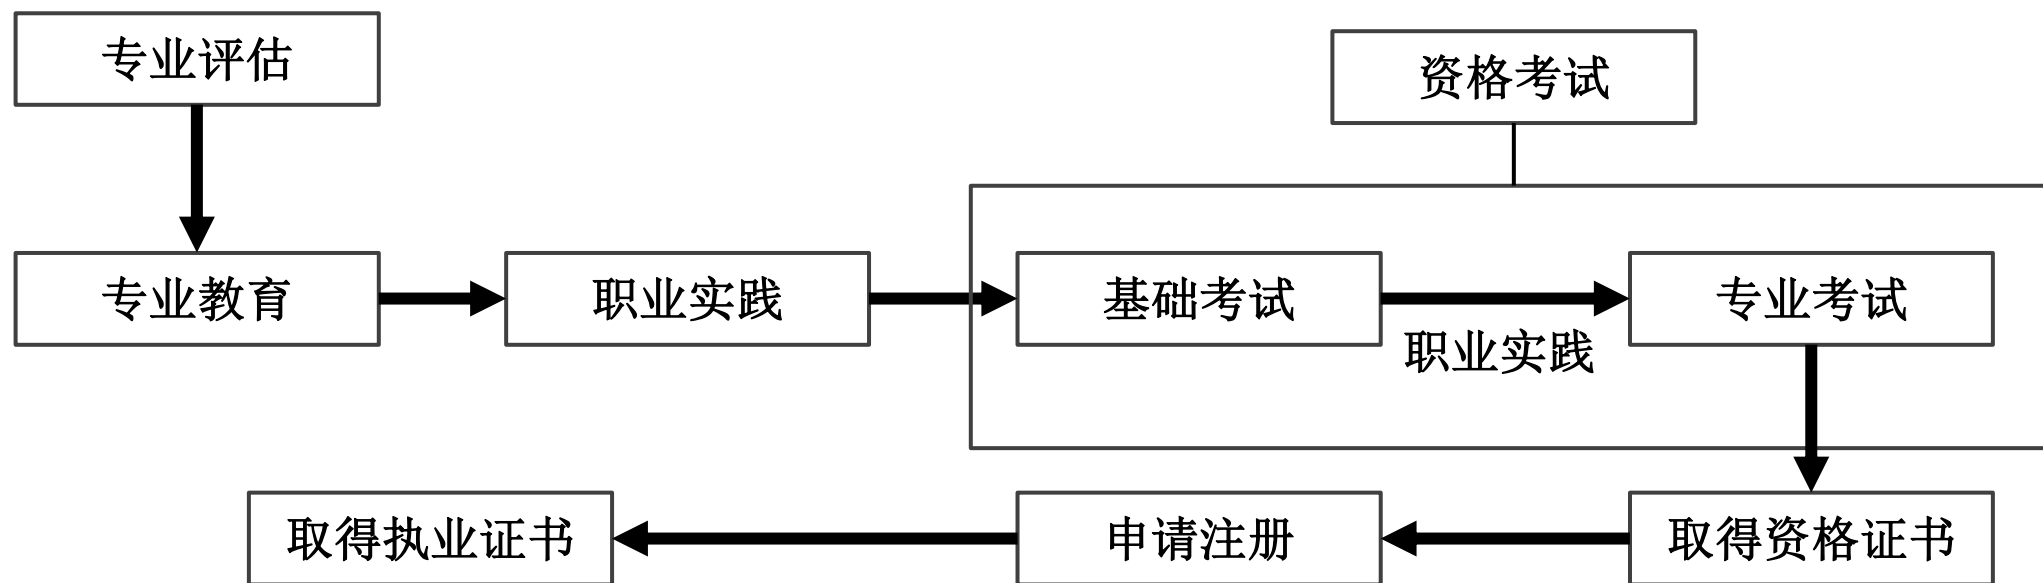 专业评估
资格考试
专业教育
职业实践
基础考试
专业考试
职业实践
取得执业证书
申请注册
取得资格证书